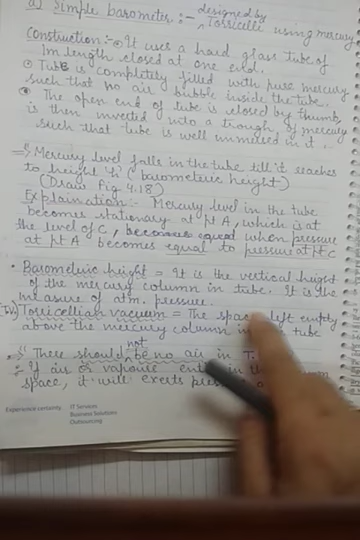 a) Simple barometer :- designed by Torricelli using mercury
Construction:- It uses a hard glass tube of
1m length closed at one end.
Tube is completely filled with pure mercury
such that no air bubble inside the tube.
The open end of tube is closed by thumb
is then inverted into a trough of mercury
such that tube is well immersed in it.
=> Mercury level falls in the tube till it reaches
to height 'h' (barometric height)
(Draw Fig 4.18)
Explaination:- Mercury level in the tube
becomes stationary at pt A, which is at
the level of C, becomes equal when pressure
at pt A becomes equal to pressure at pt C
Barometric height = It is the vertical height
of the mercury column in tube. It is the
measure of atm. pressure.
Torricellian vacuum = The space left empty
above the mercury column in tube
=> There should not be no air in T.
If air or vapours in the
space, it will exerts
Experience certainty.
IT Services
Business Solutions
Outsourcing